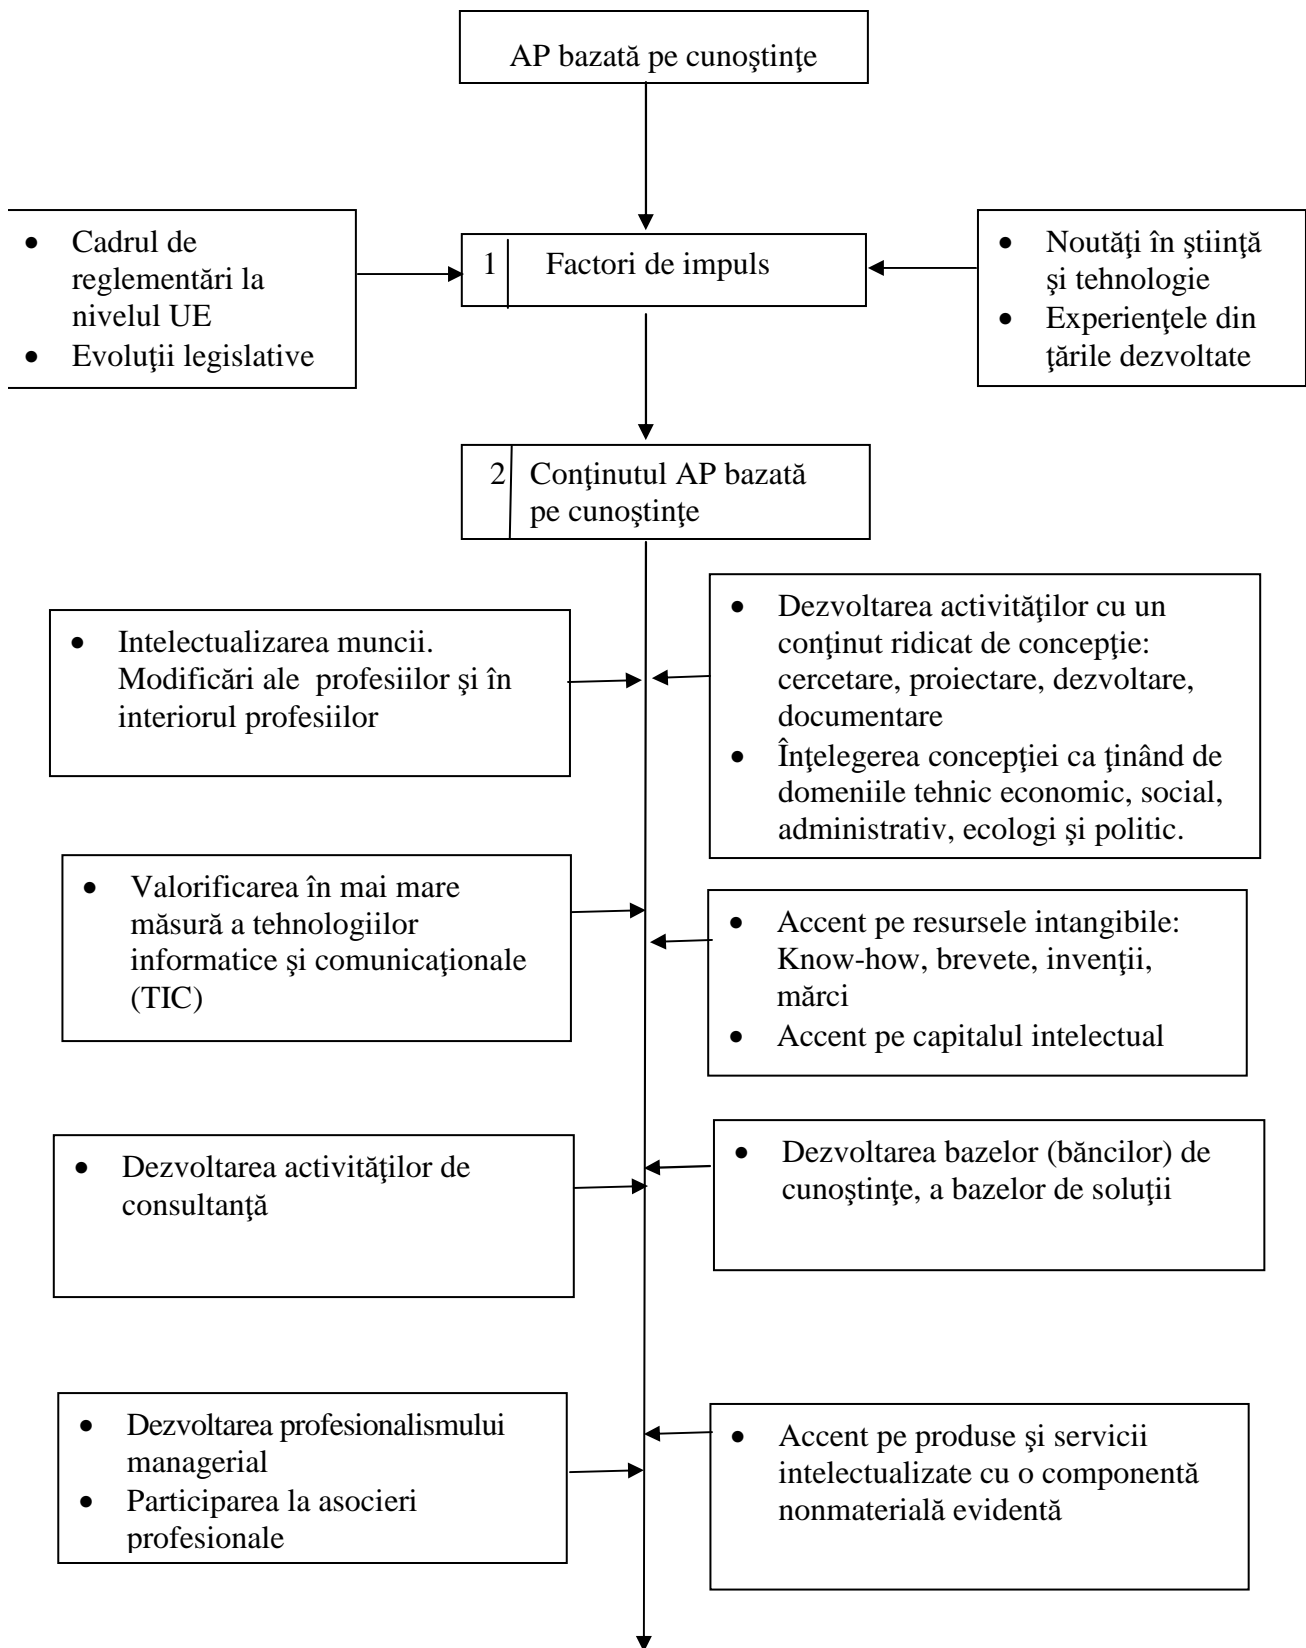 AP bazată pe cunoştinţe
• Cadrul de
reglementări la
nivelul UE
• Evoluţii legislative
1 Factori de impuls
• Noutăţi în ştiinţă
şi tehnologie
• Experienţele din
ţările dezvoltate
2 Conţinutul AP bazată
pe cunoştinţe
• Intelectualizarea muncii.
Modificări ale profesiilor şi în
interiorul profesiilor
• Dezvoltarea activităţilor cu un
conţinut ridicat de concepţie:
cercetare, proiectare, dezvoltare,
documentare
• Înţelegerea concepţiei ca ţinând de
domeniile tehnic economic, social,
administrativ, ecologi şi politic.
• Valorificarea în mai mare
măsură a tehnologiilor
informatice şi comunicaţionale
(TIC)
• Accent pe resursele intangibile:
Know-how, brevete, invenţii,
mărci
• Accent pe capitalul intelectual
• Dezvoltarea activităţilor de
consultanţă
• Dezvoltarea bazelor (băncilor) de
cunoştinţe, a bazelor de soluţii
• Dezvoltarea profesionalismului
managerial
• Participarea la asocieri
profesionale
• Accent pe produse şi servicii
intelectualizate cu o componentă
nonmaterială evidentă